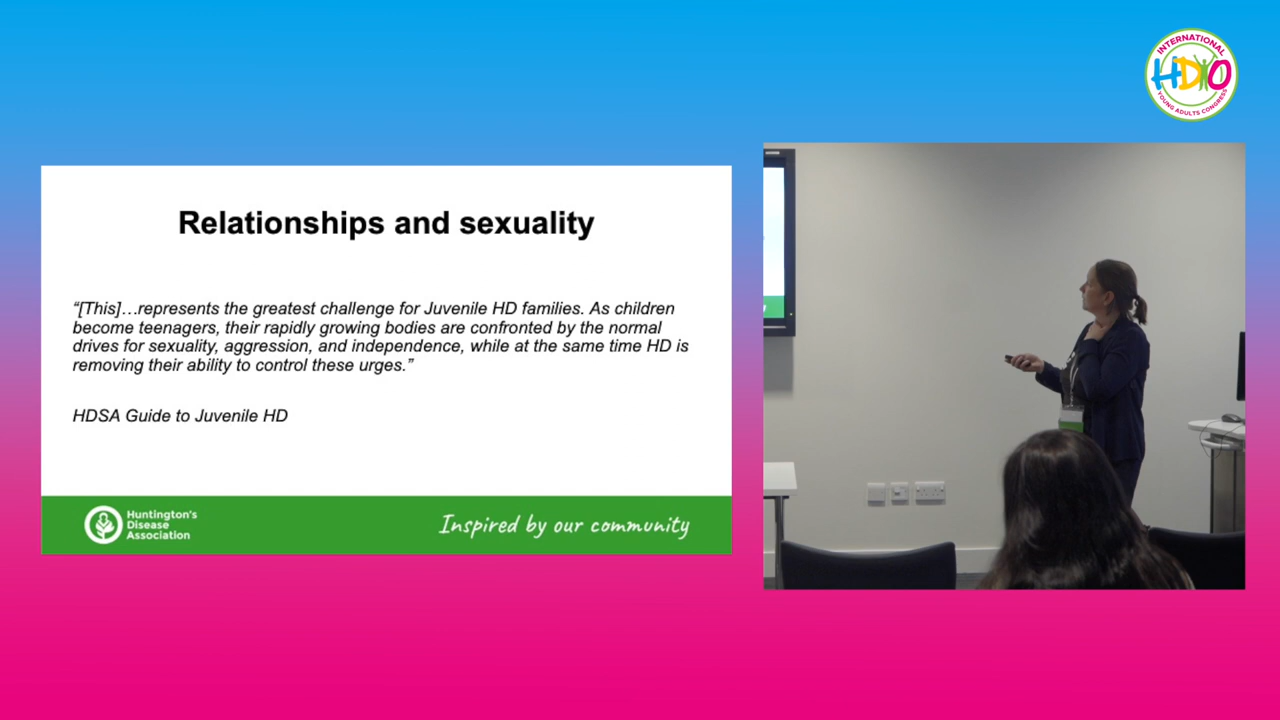 INTERNATIONAL
HDYO
YOUNG ADULTS CONGRESS
Relationships and sexuality
“[This]…represents the greatest challenge for Juvenile HD families. As children
become teenagers, their rapidly growing bodies are confronted by the normal
drives for sexuality, aggression, and independence, while at the same time HD is
removing their ability to control these urges.”
HDSA Guide to Juvenile HD
Huntington's
Disease
Association
Inspired by our community